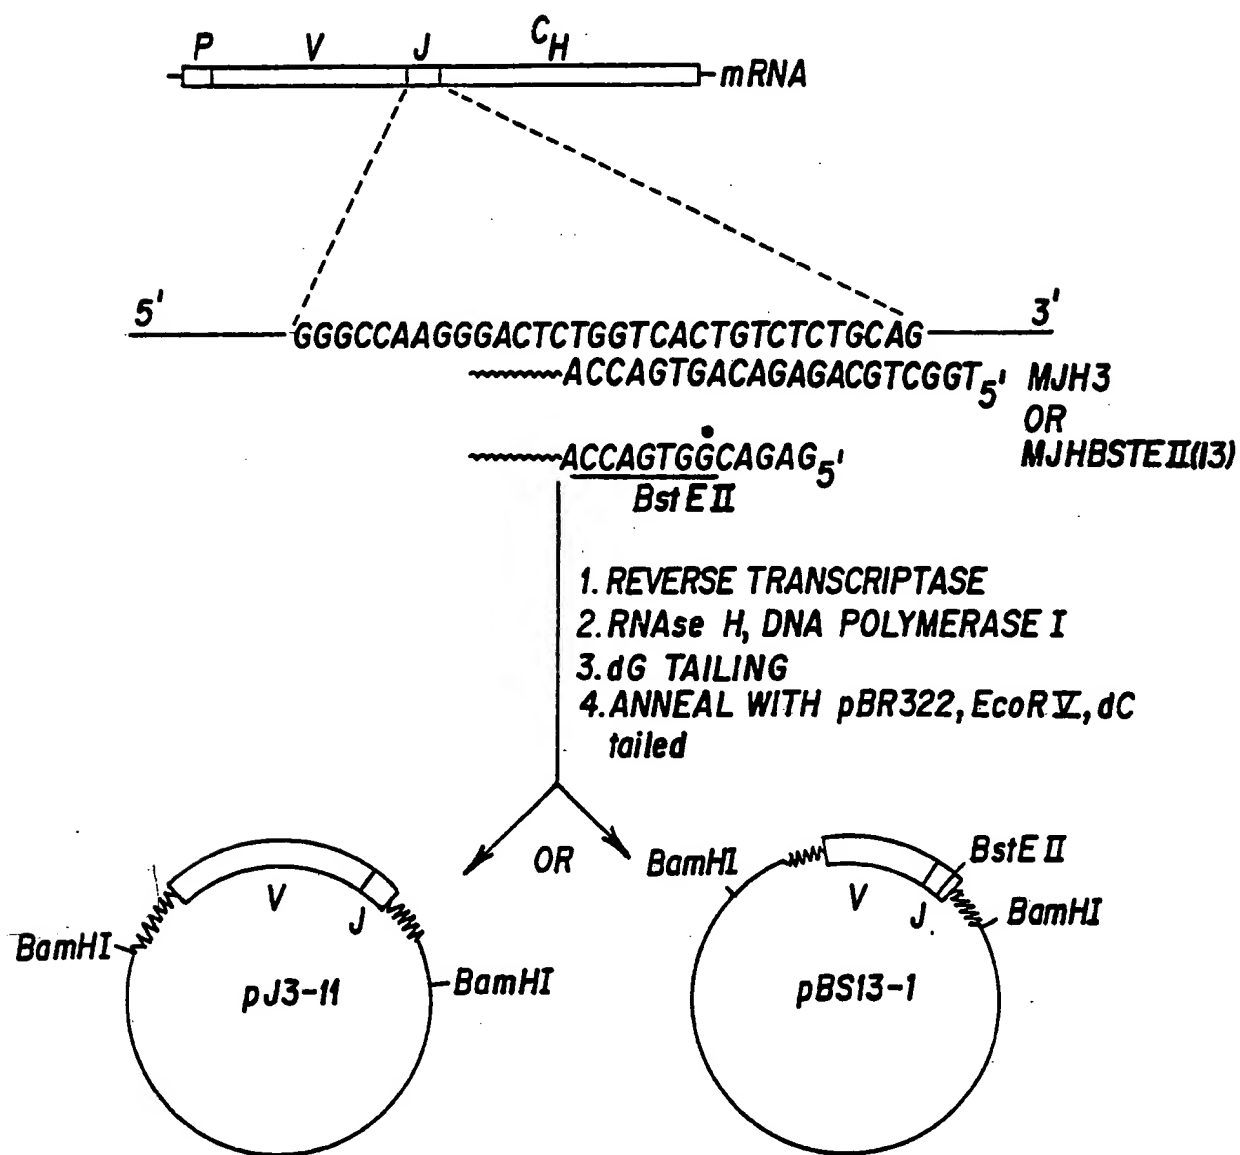 P V J CH
mRNA
5' 3'
GGGCCAAGGGACTCTGGTCACTGTCTCTGCAG
ACCAGTGACAGAGACGTCGGT5' MJH3
OR
MJHBSTEII(13)
ACCAGTGGCAGAG5'
BstEII
1. REVERSE TRANSCRIPTASE
2. RNAse H, DNA POLYMERASE I
3. dG TAILING
4. ANNEAL WITH pBR322, EcoRV, dC
tailed
OR
BamHI
V
J
BamHI
pJ3-11
BamHI
V
J
BstEII
BamHI
pBS13-1